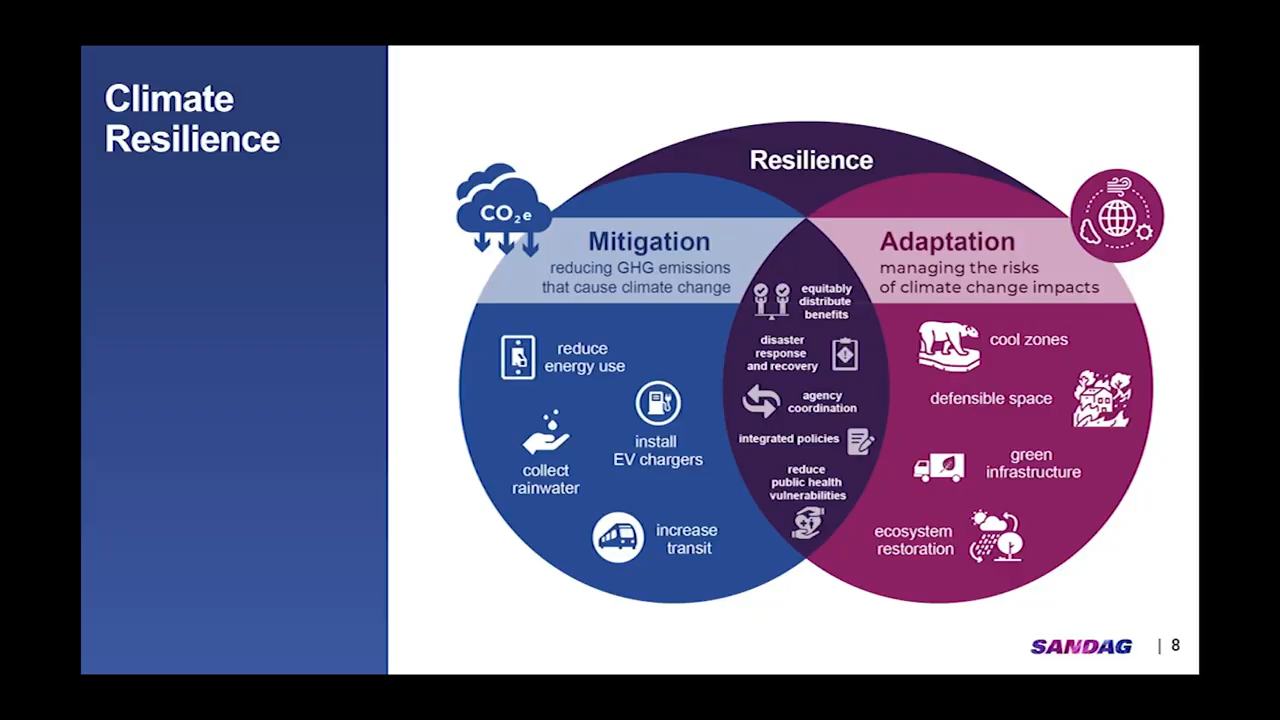 Climate
Resilience
Resilience
CO2e
Mitigation
reducing GHG emissions
that cause climate change
Adaptation
managing the risks
of climate change impacts
reduce
energy use
install
EV chargers
collect
rainwater
increase
transit
equitably
distribute
benefits
disaster
response
and recovery
agency
coordination
integrated policies
reduce
public health
vulnerabilities
cool zones
defensible space
green
infrastructure
ecosystem
restoration
SANDAG
| 8